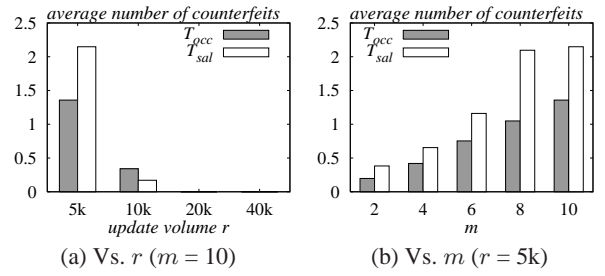 average number of counterfeits
2.5
2
1.5
1
0.5
0
T_occ
T_sal
5k 10k 20k 40k
update volume r
(a) Vs. r (m = 10)
average number of counterfeits
2.5
2
1.5
1
0.5
0
T_occ
T_sal
2 4 6 8 10
m
(b) Vs. m (r = 5k)